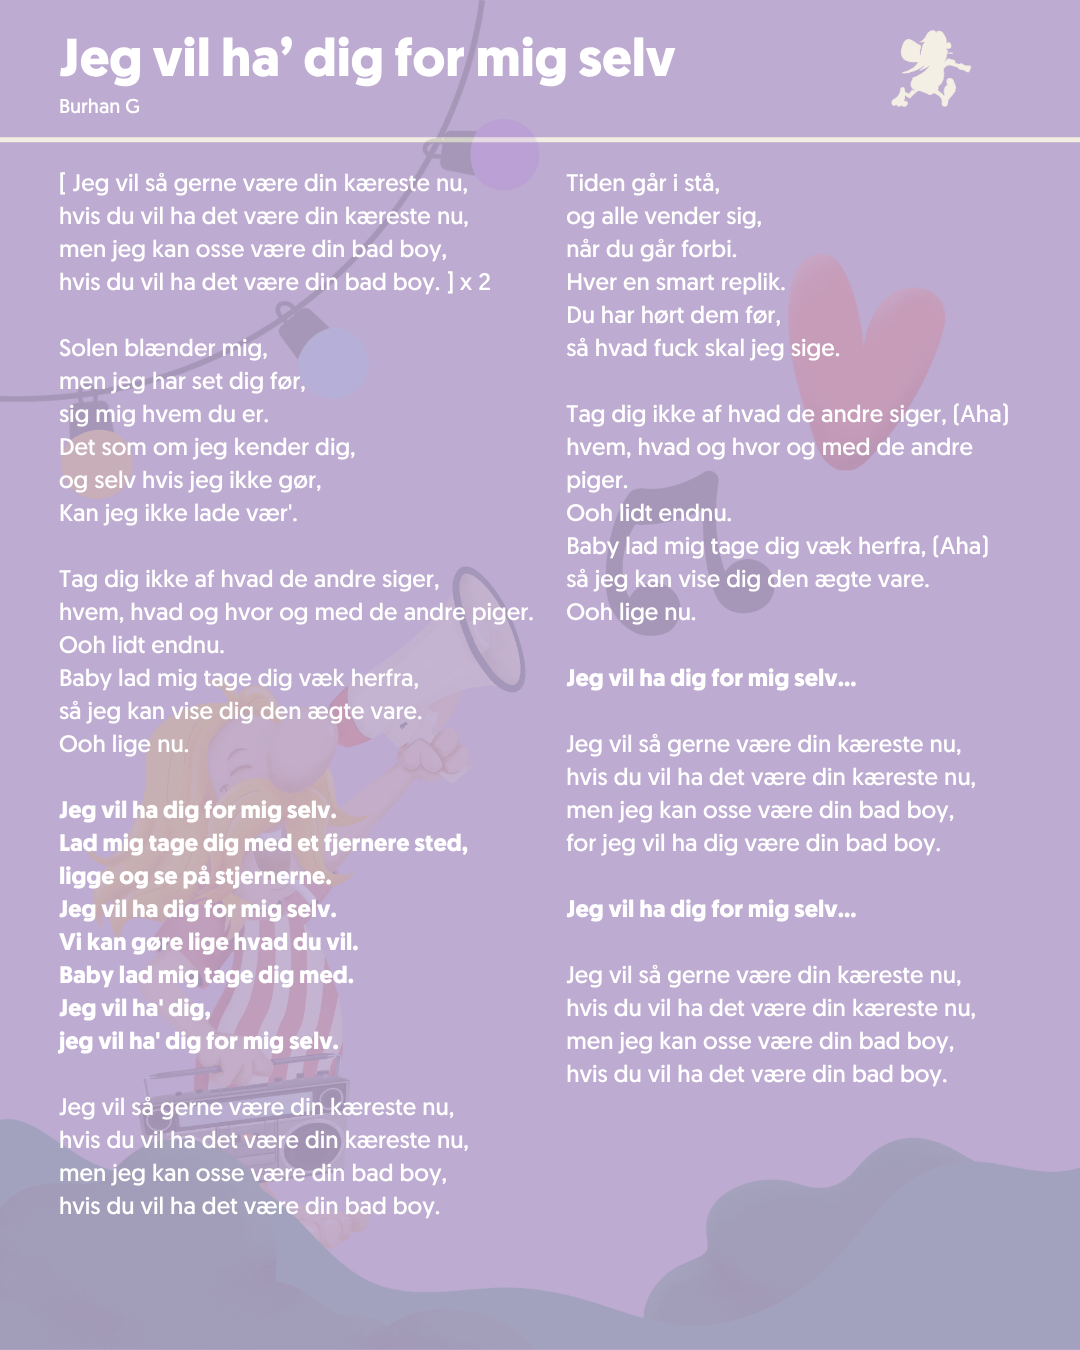 Jeg vil ha’ dig for mig selv
Burhan G
[ Jeg vil så gerne være din kæreste nu,
hvis du vil ha det være din kæreste nu,
men jeg kan osse være din bad boy,
hvis du vil ha det være din bad boy. ] x 2
Solen blænder mig,
men jeg har set dig før,
sig mig hvem du er.
Det som om jeg kender dig,
og selv hvis jeg ikke gør,
Kan jeg ikke lade vær'.
Tag dig ikke af hvad de andre siger,
hvem, hvad og hvor og med de andre piger.
Ooh lidt endnu.
Baby lad mig tage dig væk herfra,
så jeg kan vise dig den ægte vare.
Ooh lige nu.
Jeg vil ha dig for mig selv.
Lad mig tage dig med et fjernere sted,
ligge og se på stjernerne.
Jeg vil ha dig for mig selv.
Vi kan gøre lige hvad du vil.
Baby lad mig tage dig med.
Jeg vil ha' dig,
jeg vil ha' dig for mig selv.
Jeg vil så gerne være din kæreste nu,
hvis du vil ha det være din kæreste nu,
men jeg kan osse være din bad boy,
hvis du vil ha det være din bad boy.
Tiden går i stå,
og alle vender sig,
når du går forbi.
Hver en smart replik.
Du har hørt dem før,
så hvad fuck skal jeg sige.
Tag dig ikke af hvad de andre siger, (Aha)
hvem, hvad og hvor og med de andre
piger.
Ooh lidt endnu.
Baby lad mig tage dig væk herfra, (Aha)
så jeg kan vise dig den ægte vare.
Ooh lige nu.
Jeg vil ha dig for mig selv...
Jeg vil så gerne være din kæreste nu,
hvis du vil ha det være din kæreste nu,
men jeg kan osse være din bad boy,
for jeg vil ha dig være din bad boy.
Jeg vil ha dig for mig selv...
Jeg vil så gerne være din kæreste nu,
hvis du vil ha det være din kæreste nu,
men jeg kan osse være din bad boy,
hvis du vil ha det være din bad boy.